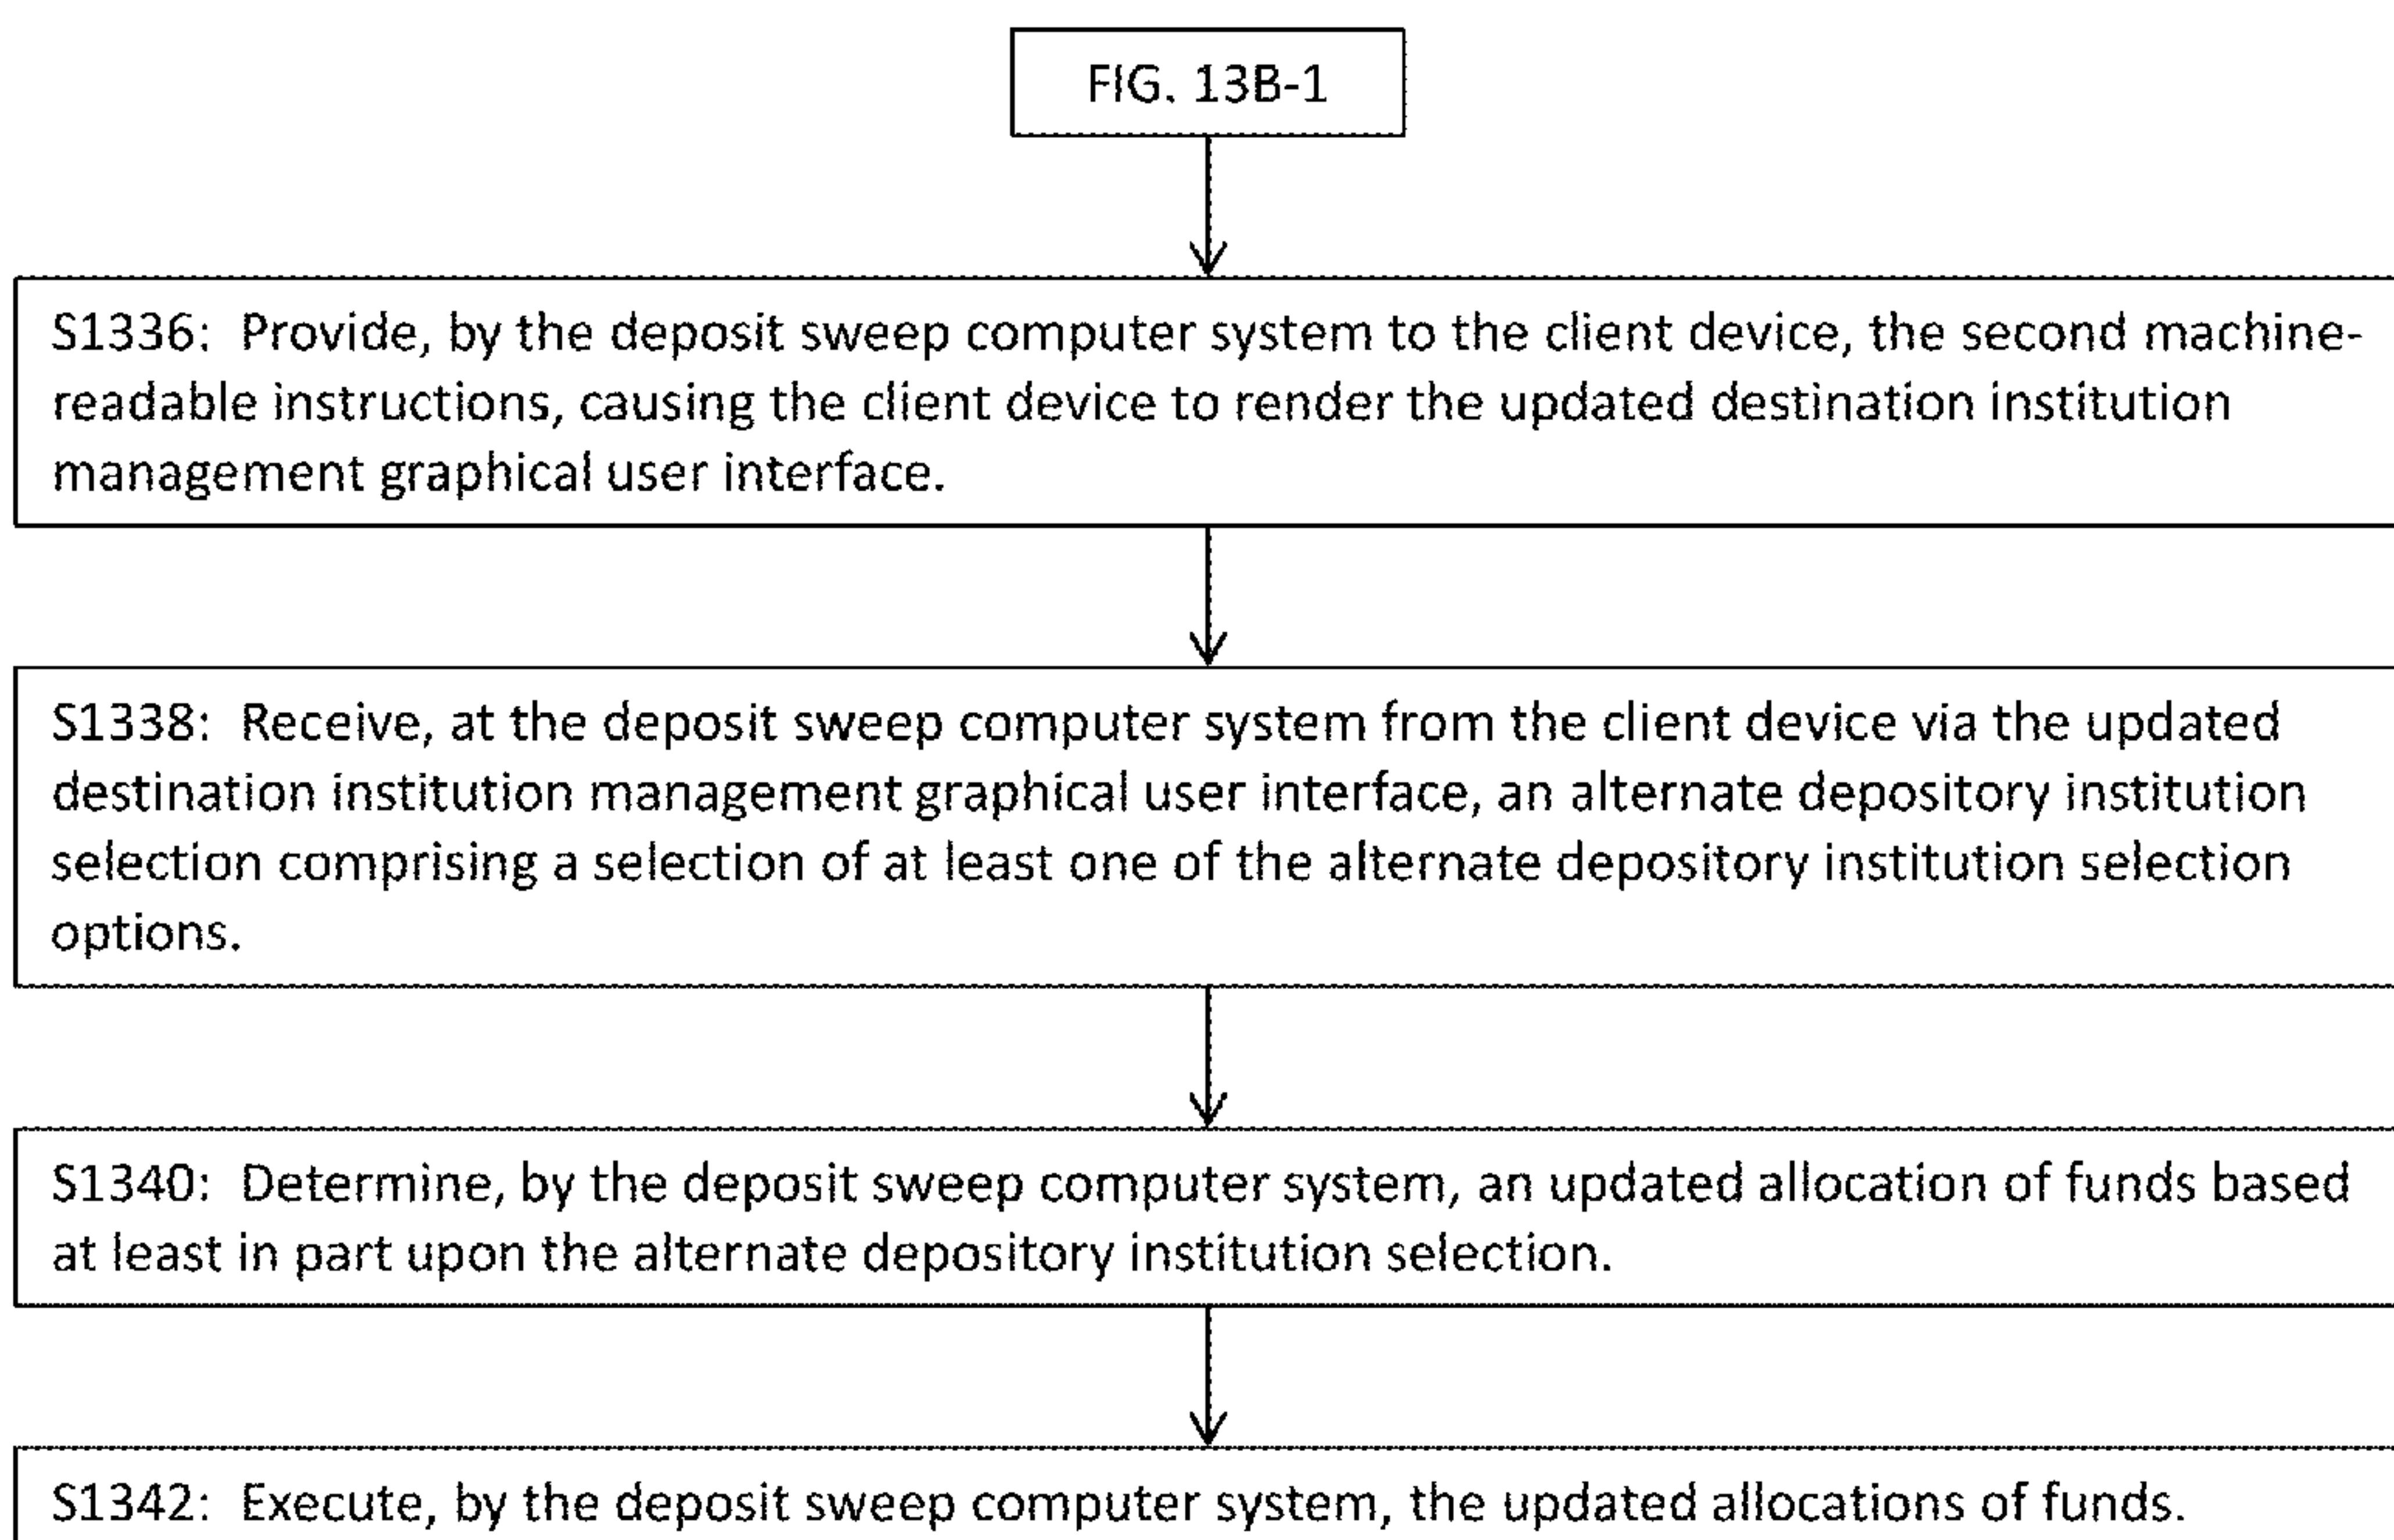 FIG. 13B-1
S1336: Provide, by the deposit sweep computer system to the client device, the second machine-
readable instructions, causing the client device to render the updated destination institution
management graphical user interface.
S1338: Receive, at the deposit sweep computer system from the client device via the updated
destination institution management graphical user interface, an alternate depository institution
selection comprising a selection of at least one of the alternate depository institution selection
options.
S1340: Determine, by the deposit sweep computer system, an updated allocation of funds based
at least in part upon the alternate depository institution selection.
S1342: Execute, by the deposit sweep computer system, the updated allocations of funds.